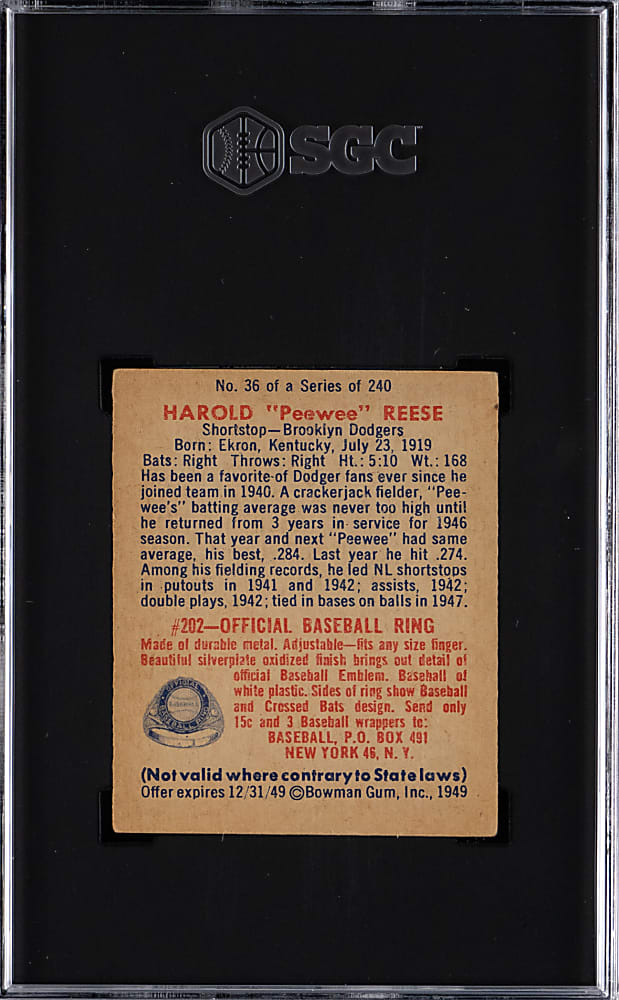 SGC
No. 36 of a Series of 240
HAROLD "Peewee" REESE
Shortstop—Brooklyn Dodgers
Born: Ekron, Kentucky, July 23, 1919
Bats: Right Throws: Right Ht.: 5:10 Wt.: 168
Has been a favorite of Dodger fans ever since he
joined team in 1940. A crackerjack fielder, "Pee-
wee's" batting average was never too high until
he returned from 3 years in service for 1946
season. That year and next "Peewee" had same
average, his best, .284. Last year he hit .274.
Among his fielding records, he led NL shortstops
in putouts in 1941 and 1942; assists, 1942;
double plays, 1942; tied in bases on balls in 1947.
#202—OFFICIAL BASEBALL RING
Made of durable metal. Adjustable—fits any size finger.
Beautiful silverplate oxidized finish brings out detail of
official Baseball Emblem. Baseball of
white plastic. Sides of ring show Baseball
and Crossed Bats design. Send only
15c and 3 Baseball wrappers to:
BASEBALL, P.O. BOX 491
NEW YORK 46, N. Y.
OFFICIAL
BASEBALL RING
(Not valid where contrary to State laws)
Offer expires 12/31/49 ©Bowman Gum, Inc., 1949